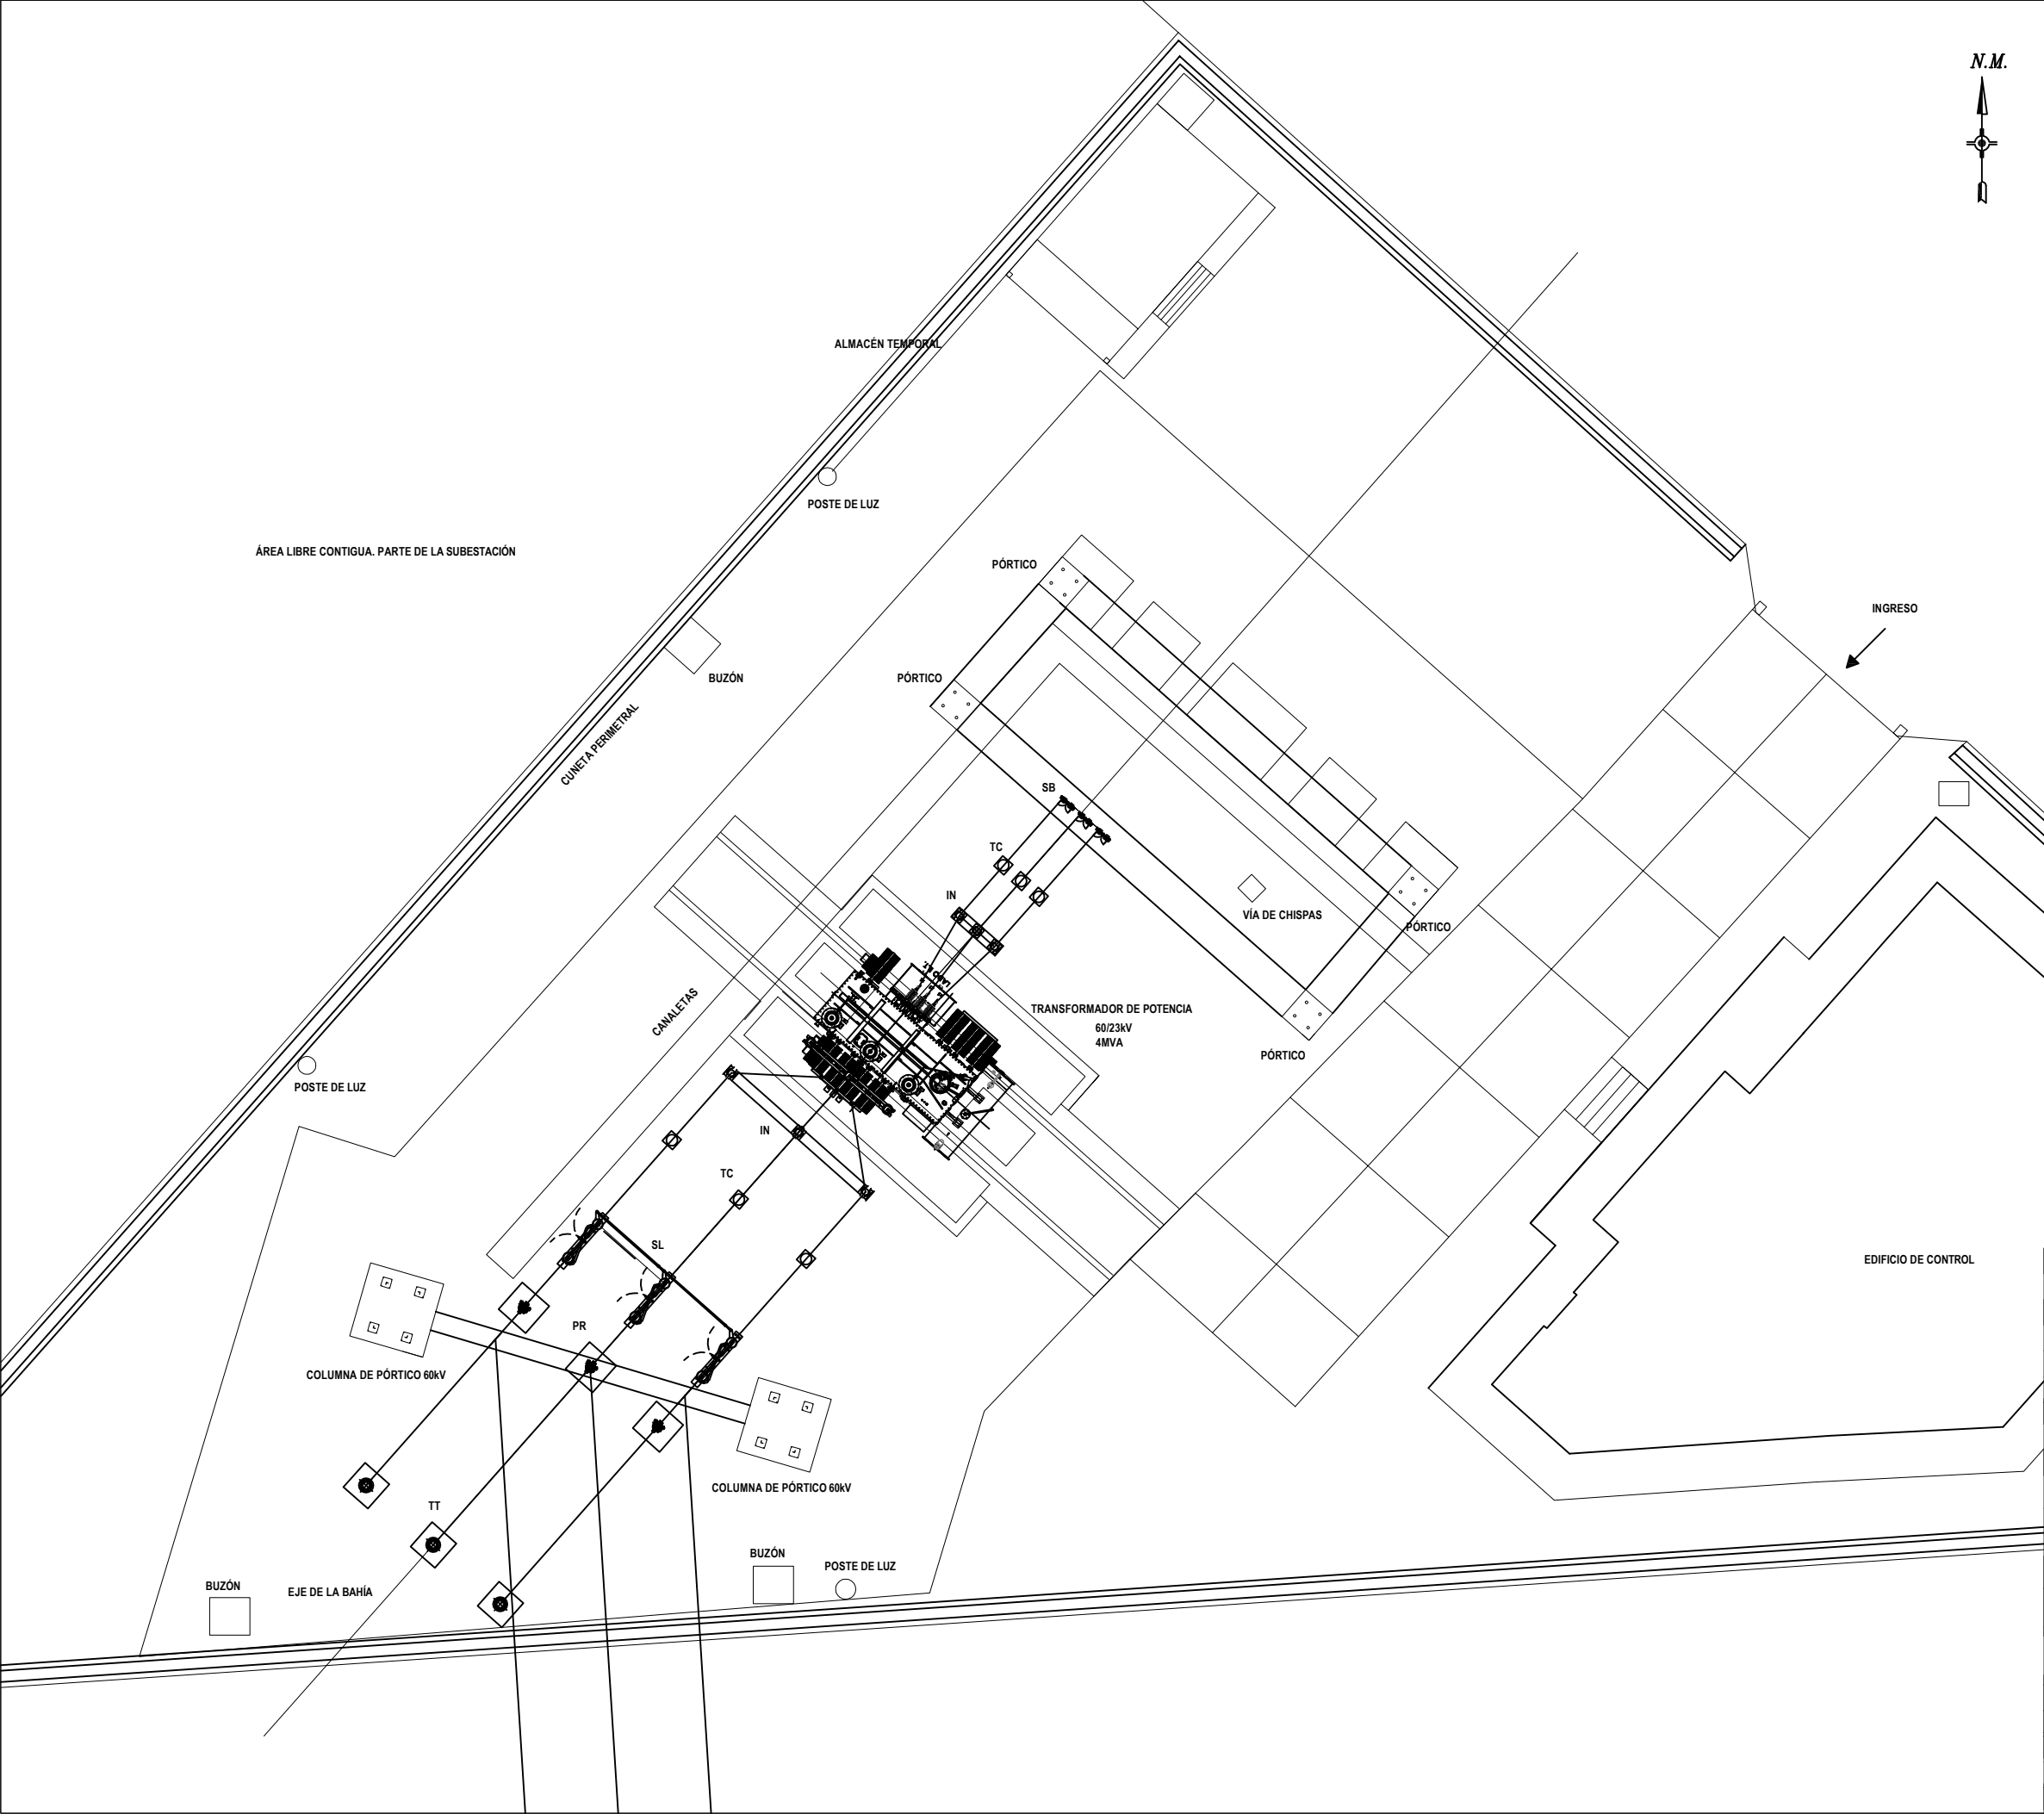 N.M.
ALMACÉN TEMPORAL
POSTE DE LUZ
ÁREA LIBRE CONTIGUA. PARTE DE LA SUBESTACIÓN
PÓRTICO
INGRESO
PÓRTICO
BUZÓN
CUNETA PERIMETRAL
SB
TC
IN
VÍA DE CHISPAS
PÓRTICO
CANALETAS
TRANSFORMADOR DE POTENCIA
60/23kV
4MVA
PÓRTICO
POSTE DE LUZ
IN
TC
SL
EDIFICIO DE CONTROL
PR
COLUMNA DE PÓRTICO 60kV
COLUMNA DE PÓRTICO 60kV
TT
BUZÓN
POSTE DE LUZ
BUZÓN
EJE DE LA BAHÍA